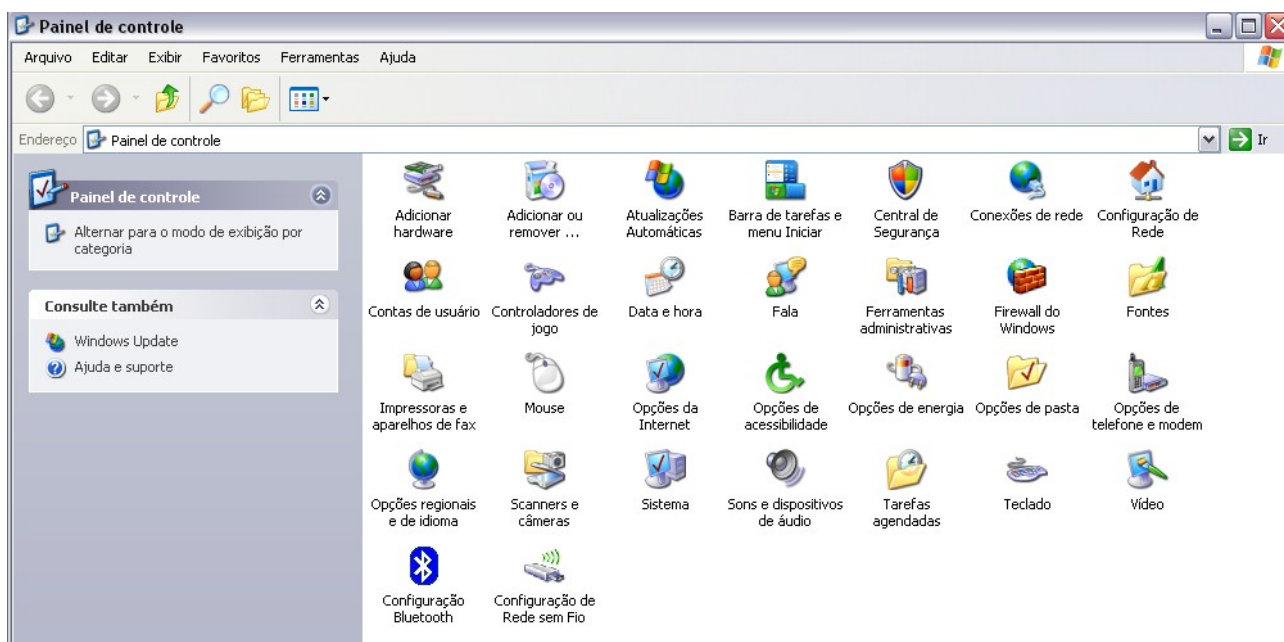 Painel de controle
Arquivo Editar Exibir Favoritos Ferramentas Ajuda
Endereço Painel de controle Ir
Painel de controle
Alternar para o modo de exibição por
categoria
Consulte também
Windows Update
Ajuda e suporte
Adicionar
hardware
Adicionar ou
remover ...
Atualizações
Automáticas
Barra de tarefas e
menu Iniciar
Central de
Segurança
Conexões de rede
Configuração de
Rede
Contas de usuário
Controladores de
jogo
Data e hora
Fala
Ferramentas
administrativas
Firewall do
Windows
Fontes
Impressoras e
aparelhos de fax
Mouse
Opções da
Internet
Opções de
acessibilidade
Opções de energia
Opções de pasta
Opções de
telefone e modem
Opções regionais
e de idioma
Scanners e
câmeras
Sistema
Sons e dispositivos
de áudio
Tarefas
agendadas
Teclado
Vídeo
Configuração
Bluetooth
Configuração de
Rede sem Fio